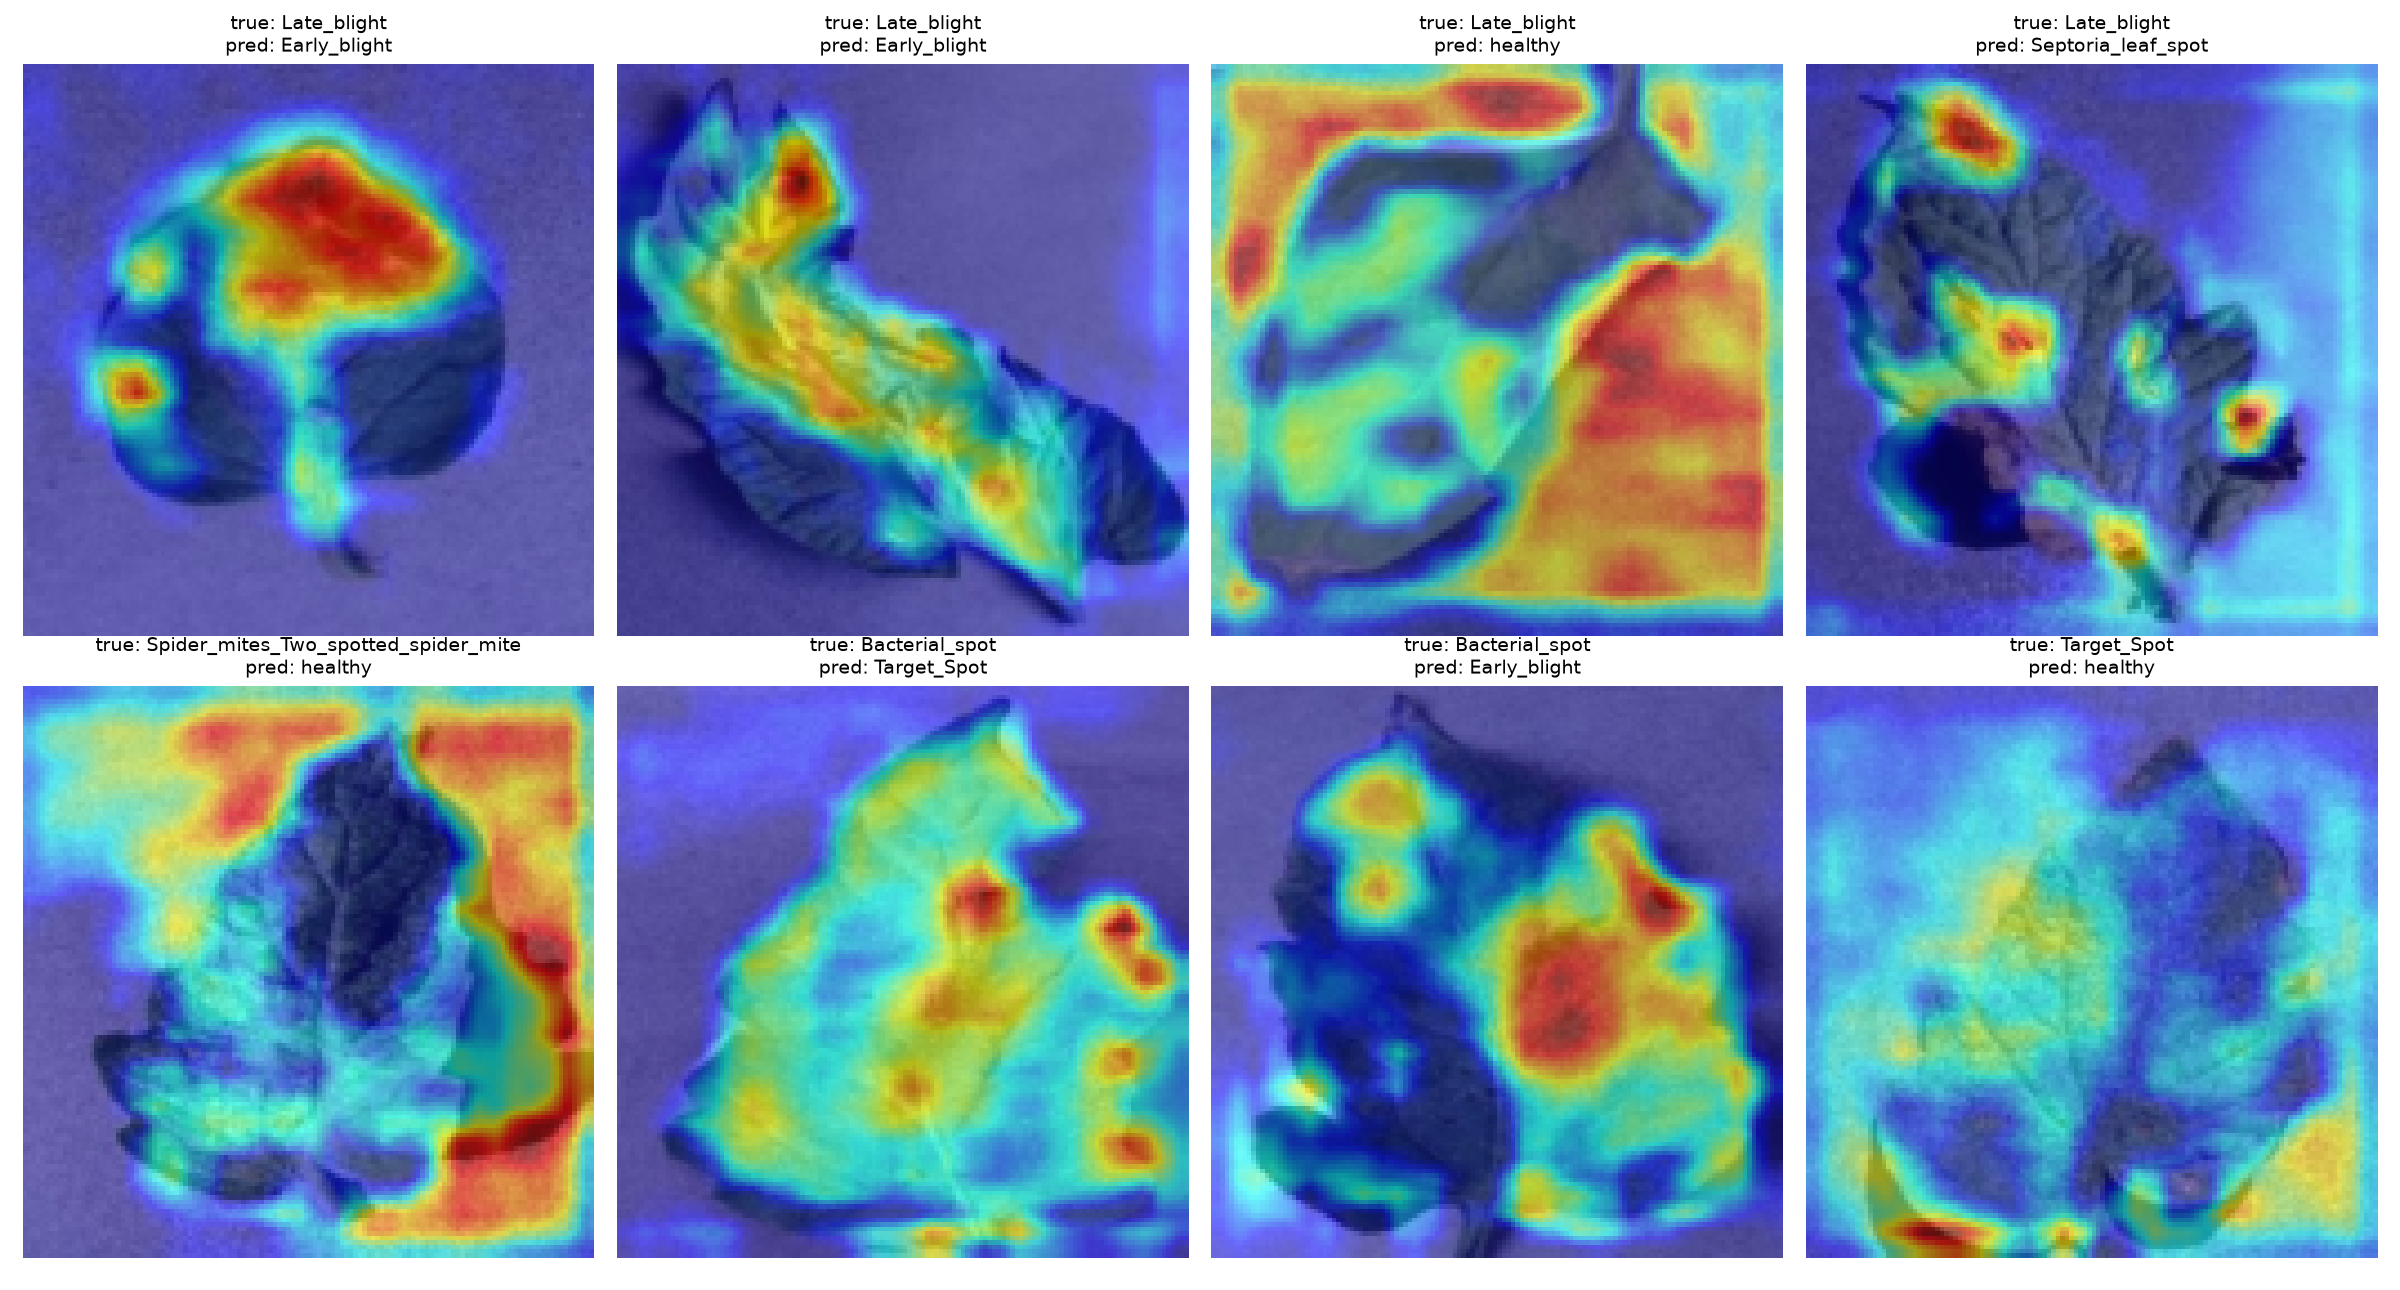 true: Late_blight
pred: Early_blight
true: Late_blight
pred: Early_blight
true: Late_blight
pred: healthy
true: Late_blight
pred: Septoria_leaf_spot
true: Spider_mites_Two_spotted_spider_mite
pred: healthy
true: Bacterial_spot
pred: Target_Spot
true: Bacterial_spot
pred: Early_blight
true: Target_Spot
pred: healthy